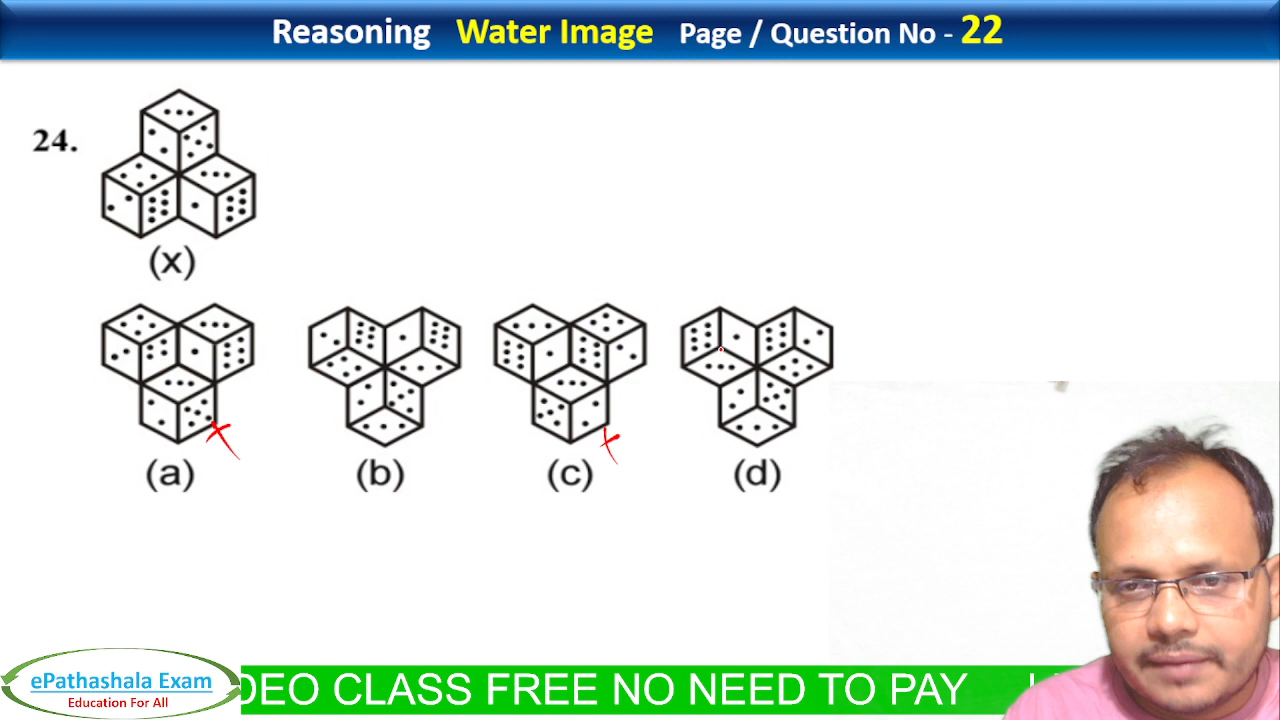 Reasoning Water Image Page / Question No - 22
24.
(x)
(a) (b) (c) (d)
ePathashala Exam
Education For All
DEO CLASS FREE NO NEED TO PAY